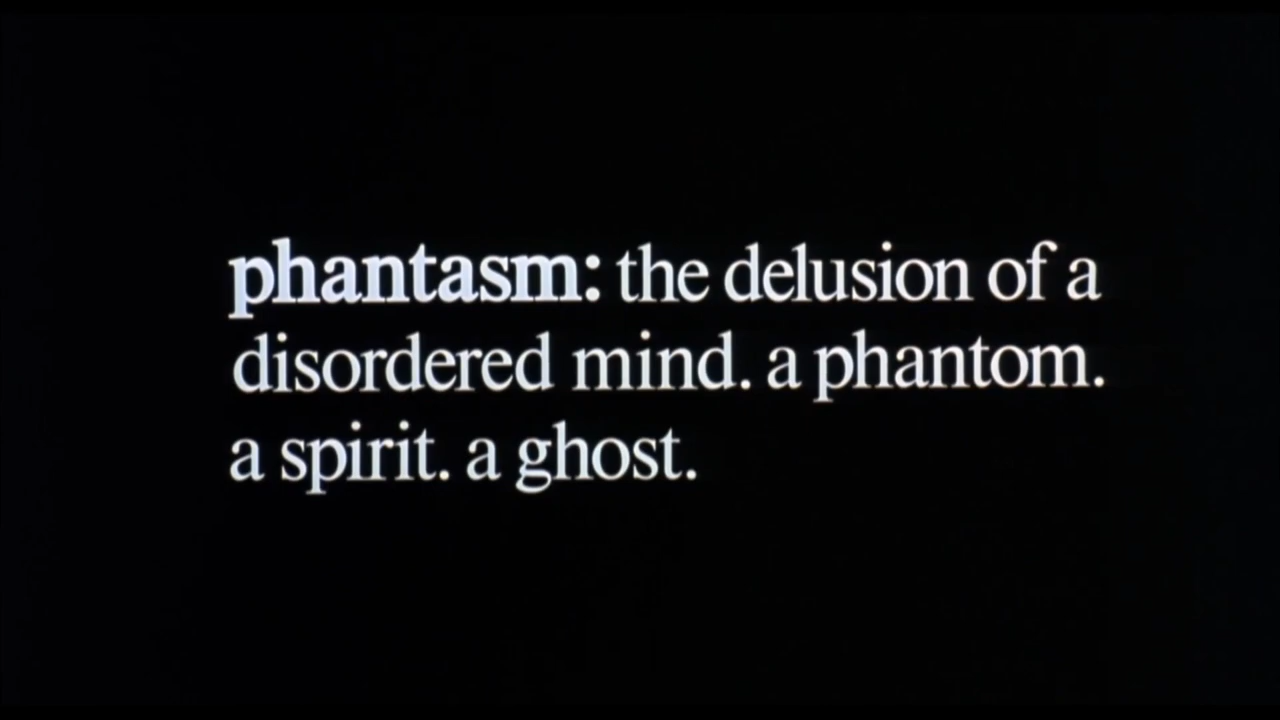 phantasm: the delusion of a
disordered mind. a phantom.
a spirit. a ghost.